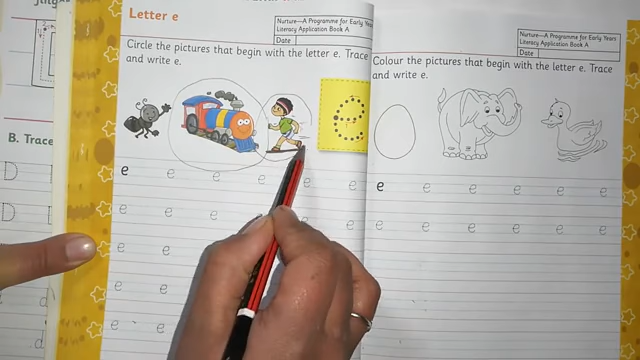 Letter e
Nurture—A Programme for Early Years
Literacy Application Book A
Date
Circle the pictures that begin with the letter e. Trace
and write e.
e
e e e e e e
e e e e e
e e
e e
e e
Nurture—A Programme for Early Years
Literacy Application Book A
Date
Colour the pictures that begin with the letter e. Trace
and write e.
e e e e e e
e e e e e e
B. Trace
D
D
d
d